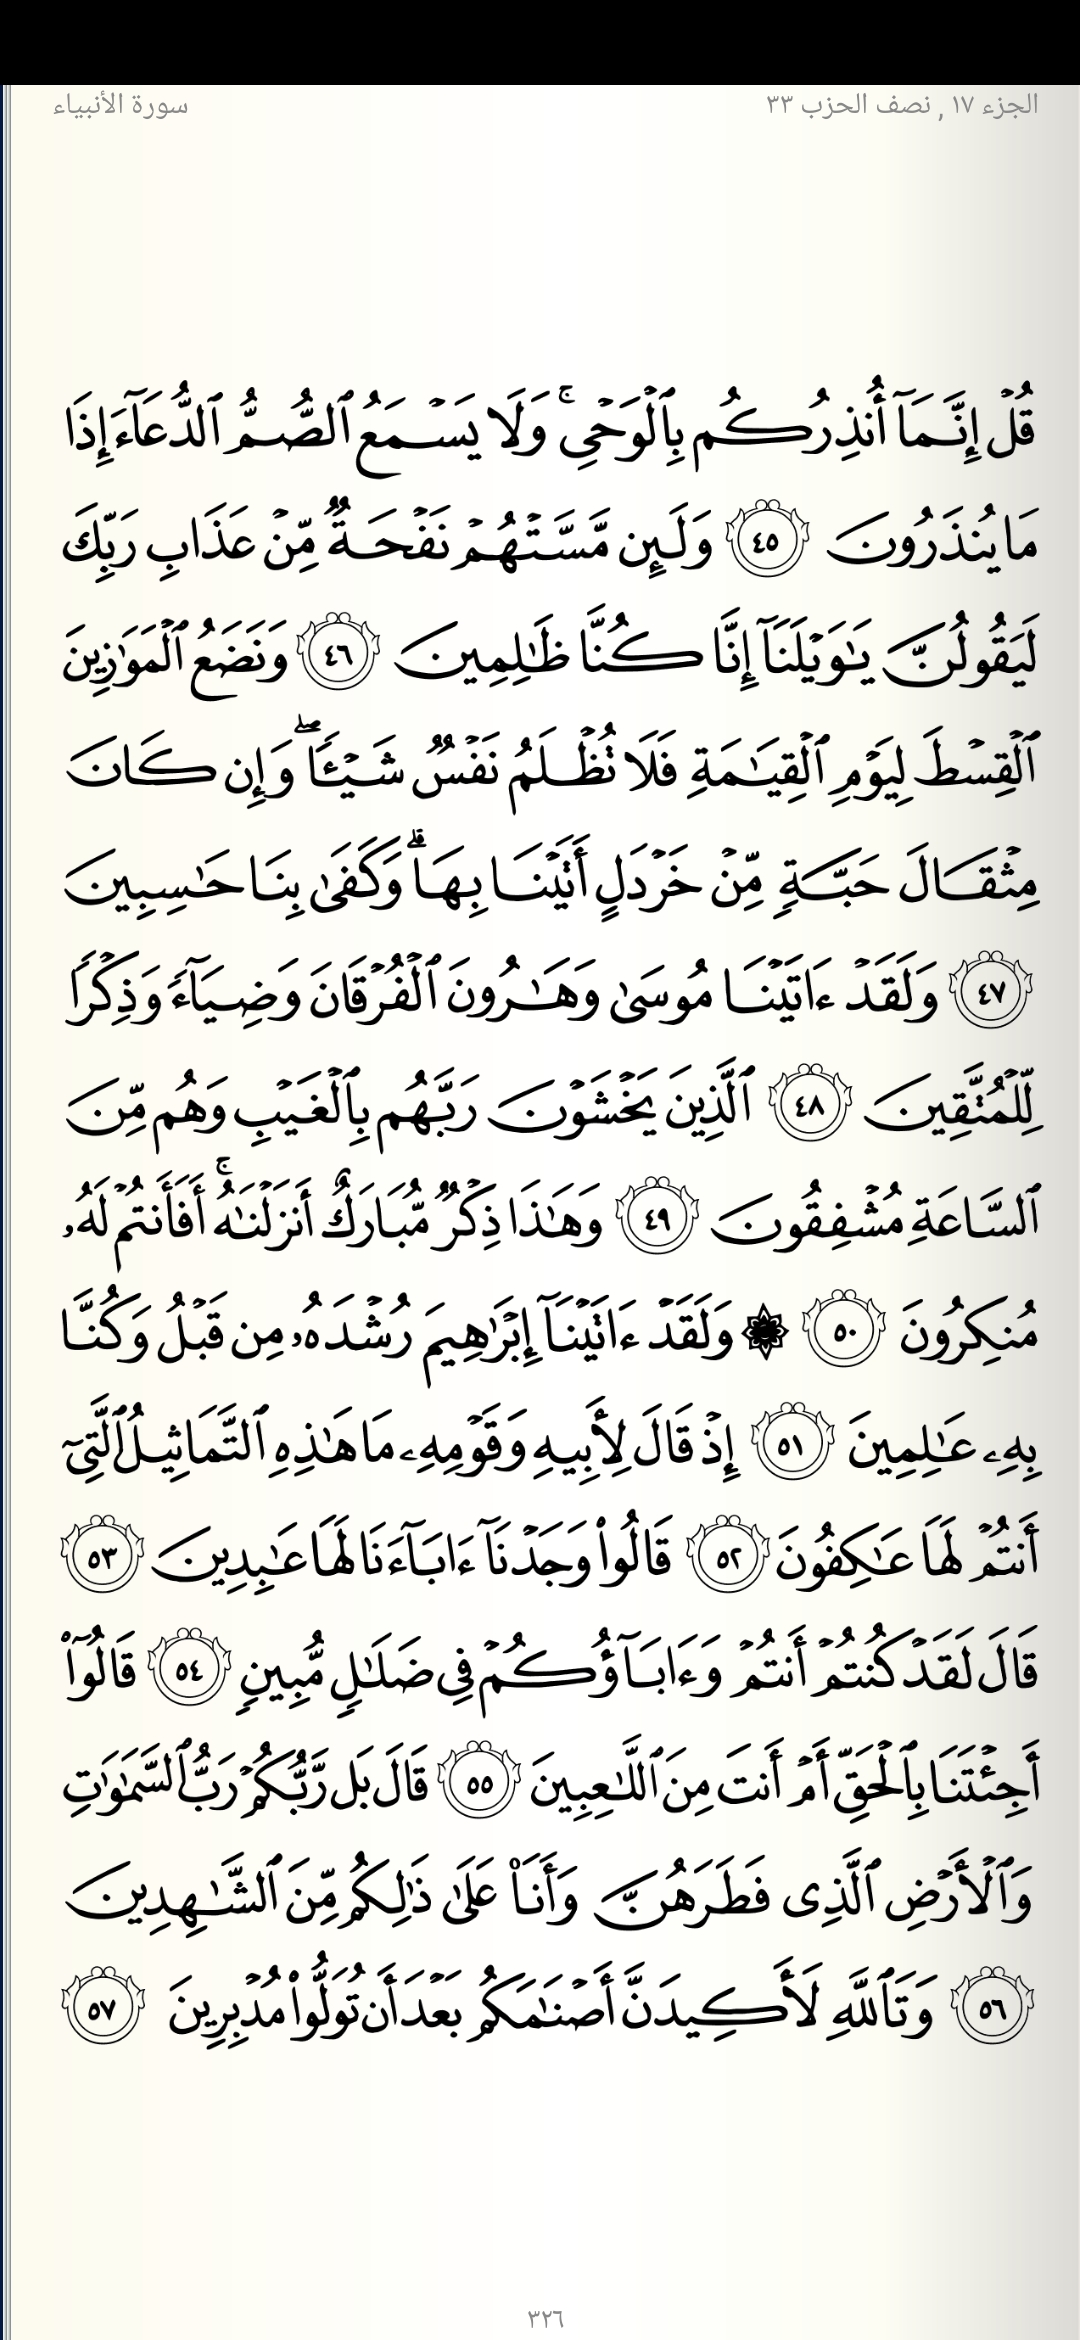 الجزء ١٧ , نصف الحزب ٣٣
سورة الأنبياء
قُلْ إِنَّمَآ أُنذِرُكُم بِٱلْوَحْىِ ۚ وَلَا يَسْمَعُ ٱلصُّمُّ ٱلدُّعَآءَ إِذَا
مَا يُنذَرُونَ ٤٥ وَلَئِن مَّسَّتْهُمْ نَفْحَةٌ مِّنْ عَذَابِ رَبِّكَ
لَيَقُولُنَّ يَـٰوَيْلَنَآ إِنَّا كُنَّا ظَـٰلِمِينَ ٤٦ وَنَضَعُ ٱلْمَوَٰزِينَ
ٱلْقِسْطَ لِيَوْمِ ٱلْقِيَـٰمَةِ فَلَا تُظْلَمُ نَفْسٌ شَيْـًٔا ۖ وَإِن كَانَ
مِثْقَالَ حَبَّةٍ مِّنْ خَرْدَلٍ أَتَيْنَا بِهَا ۗ وَكَفَىٰ بِنَا حَـٰسِبِينَ
٤٧ وَلَقَدْ ءَاتَيْنَا مُوسَىٰ وَهَـٰرُونَ ٱلْفُرْقَانَ وَضِيَآءً وَذِكْرًا
لِّلْمُتَّقِينَ ٤٨ ٱلَّذِينَ يَخْشَوْنَ رَبَّهُم بِٱلْغَيْبِ وَهُم مِّنَ
ٱلسَّاعَةِ مُشْفِقُونَ ٤٩ وَهَـٰذَا ذِكْرٌ مُّبَارَكٌ أَنزَلْنَـٰهُ ۚ أَفَأَنتُمْ لَهُۥ
مُنكِرُونَ ٥٠ ۞ وَلَقَدْ ءَاتَيْنَآ إِبْرَٰهِيمَ رُشْدَهُۥ مِن قَبْلُ وَكُنَّا
بِهِۦ عَـٰلِمِينَ ٥١ إِذْ قَالَ لِأَبِيهِ وَقَوْمِهِۦ مَا هَـٰذِهِ ٱلتَّمَاثِيلُ ٱلَّتِىٓ
أَنتُمْ لَهَا عَـٰكِفُونَ ٥٢ قَالُوا۟ وَجَدْنَآ ءَابَآءَنَا لَهَا عَـٰبِدِينَ ٥٣
قَالَ لَقَدْ كُنتُمْ أَنتُمْ وَءَابَآؤُكُمْ فِى ضَلَـٰلٍ مُّبِينٍ ٥٤ قَالُوٓا۟
أَجِئْتَنَا بِٱلْحَقِّ أَمْ أَنتَ مِنَ ٱللَّـٰعِبِينَ ٥٥ قَالَ بَل رَّبُّكُمْ رَبُّ ٱلسَّمَـٰوَٰتِ
وَٱلْأَرْضِ ٱلَّذِى فَطَرَهُنَّ وَأَنَا۠ عَلَىٰ ذَٰلِكُم مِّنَ ٱلشَّـٰهِدِينَ
٥٦ وَتَٱللَّهِ لَأَكِيدَنَّ أَصْنَـٰمَكُم بَعْدَ أَن تُوَلُّوا۟ مُدْبِرِينَ ٥٧
٣٢٦